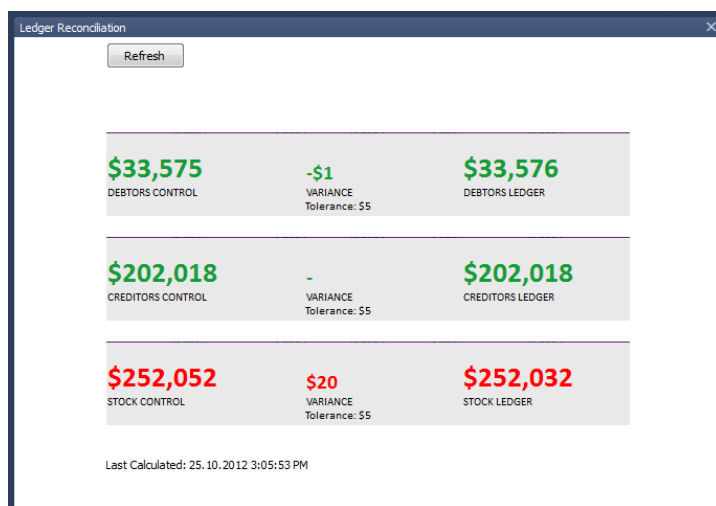 Ledger Reconciliation
Refresh
$33,575 -$1 $33,576
DEBTORS CONTROL VARIANCE DEBTORS LEDGER
Tolerance: $5
$202,018 - $202,018
CREDITORS CONTROL VARIANCE CREDITORS LEDGER
Tolerance: $5
$252,052 $20 $252,032
STOCK CONTROL VARIANCE STOCK LEDGER
Tolerance: $5
Last Calculated: 25.10.2012 3:05:53 PM